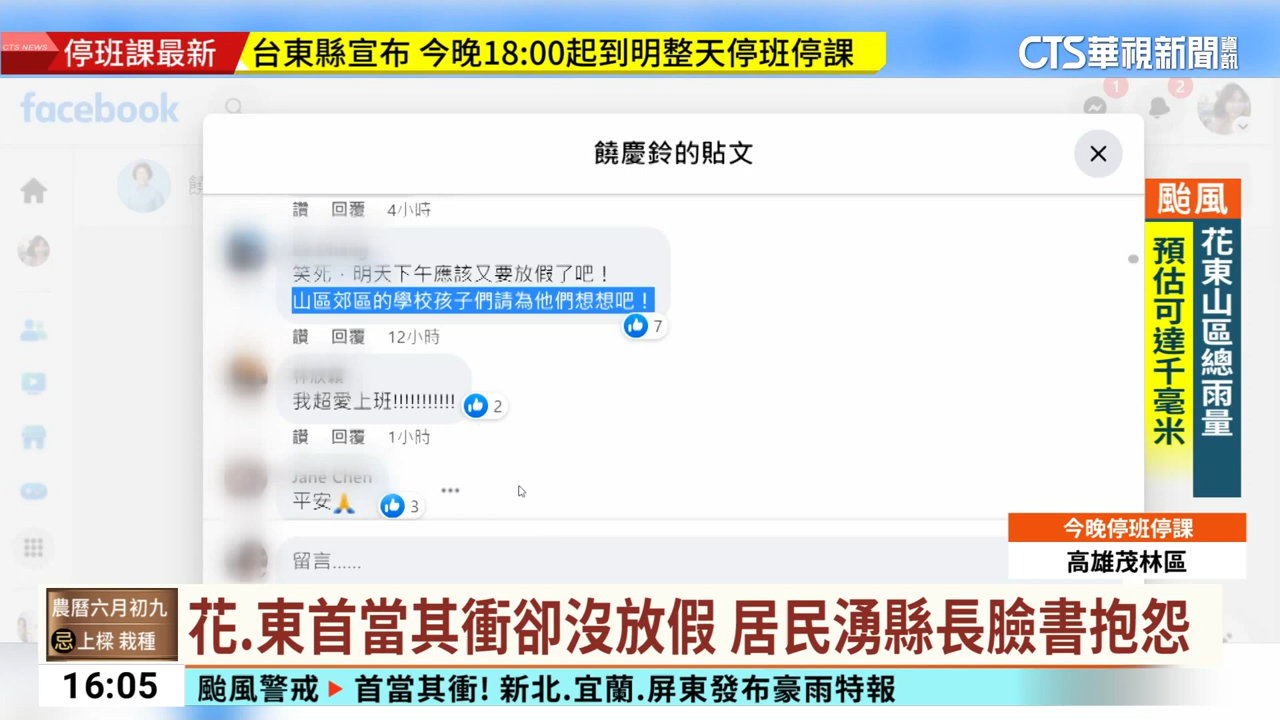 CTS NEWS
停班課最新
台東縣宣布 今晚18:00起到明整天停班停課
CTS華視新聞資訊
facebook
1
2
饒慶鈴的貼文
讚 回覆 4小時
笑死,明天下午應該又要放假了吧!
山區郊區的學校孩子們請為他們想想吧!
7
讚 回覆 12小時
我超愛上班!!!!!!!!!!!
2
讚 回覆 1小時
Jane Chen
平安🙏
3
留言......
颱風
花東山區總雨量
預估可達千毫米
今晚停班停課
高雄茂林區
農曆六月初九
忌 上樑 栽種
花.東首當其衝卻沒放假 居民湧縣長臉書抱怨
16:05
颱風警戒 首當其衝! 新北.宜蘭.屏東發布豪雨特報